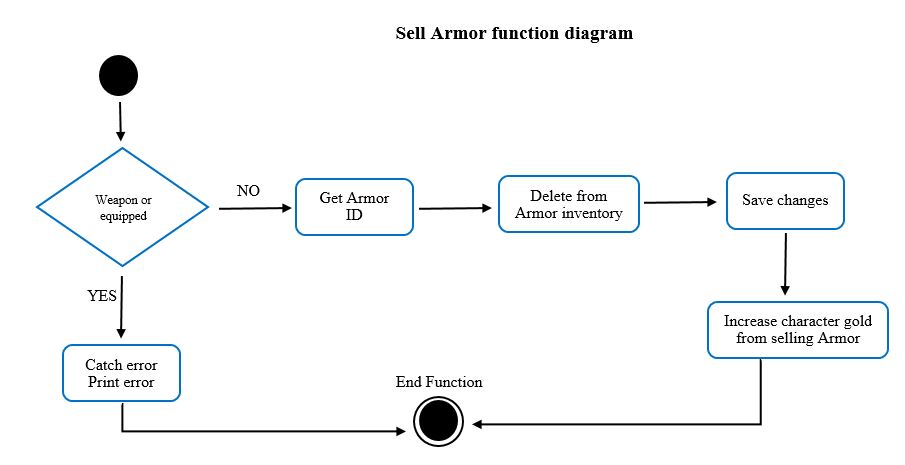 Sell Armor function diagram
Weapon or
equipped
NO
Get Armor
ID
Delete from
Armor inventory
Save changes
YES
Increase character gold
from selling Armor
Catch error
Print error
End Function